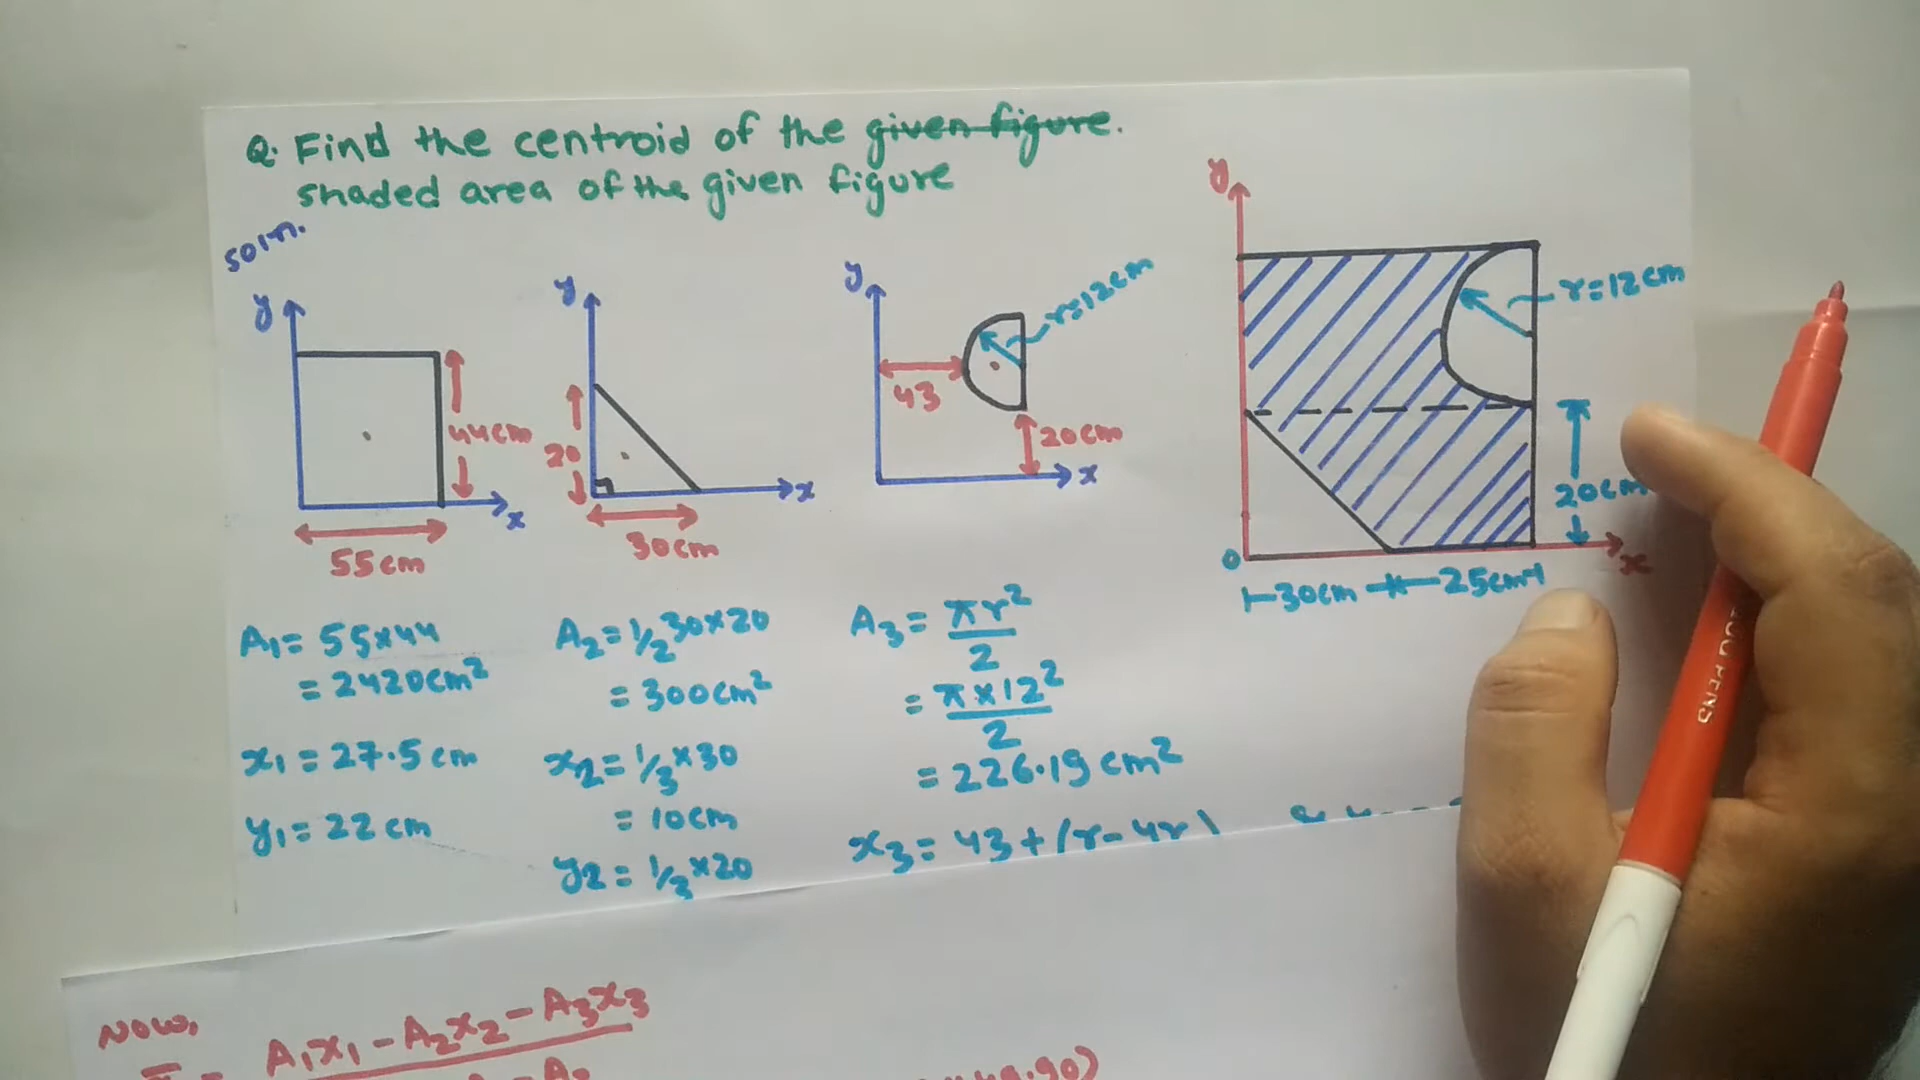 Q. Find the centroid of the given figure.
shaded area of the given figure
Soln.
y
44cm
x
55cm
y
20
x
30cm
y
r=12cm
43
20cm
x
y
r=12cm
20cm
x
0
30cm
25cm
A1 = 55×44
= 2420cm²
x1 = 27.5 cm
y1 = 22 cm
A2 = 1/2 30×20
= 300cm²
x2 = 1/3×30
= 10cm
y2 = 1/3×20
A3 = πr²
2
= π×12²
2
= 226.19 cm²
x3 = 43+(r-4r)
Now,
A1x1 - A2x2 - A3x3
PENS